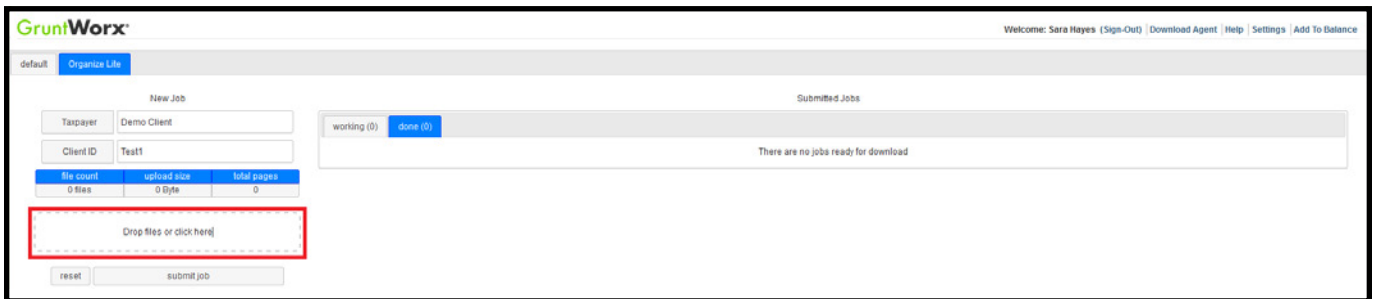 GruntWorx
Welcome: Sara Hayes (Sign-Out) | Download Agent | Help | Settings | Add To Balance
default Organize Lite
New Job
Taxpayer Demo Client
Client ID Test1
file count upload size total pages
0 files 0 Byte 0
Drop files or click here
reset submit job
Submitted Jobs
working (0) done (0)
There are no jobs ready for download